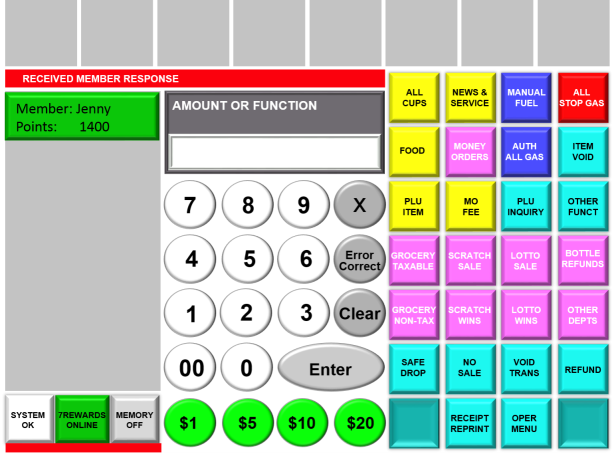 RECEIVED MEMBER RESPONSE
Member: Jenny
Points: 1400
AMOUNT OR FUNCTION
7
8
9
X
4
5
6
Error
Correct
1
2
3
Clear
00
0
Enter
$1
$5
$10
$20
SYSTEM
OK
7REWARDS
ONLINE
MEMORY
OFF
ALL
CUPS
NEWS &
SERVICE
MANUAL
FUEL
ALL
STOP GAS
FOOD
MONEY
ORDERS
AUTH
ALL GAS
ITEM
VOID
PLU
ITEM
MO
FEE
PLU
INQUIRY
OTHER
FUNCT
GROCERY
TAXABLE
SCRATCH
SALE
LOTTO
SALE
BOTTLE
REFUNDS
GROCERY
NON-TAX
SCRATCH
WINS
LOTTO
WINS
OTHER
DEPTS
SAFE
DROP
NO
SALE
VOID
TRANS
REFUND
RECEIPT
REPRINT
OPER
MENU